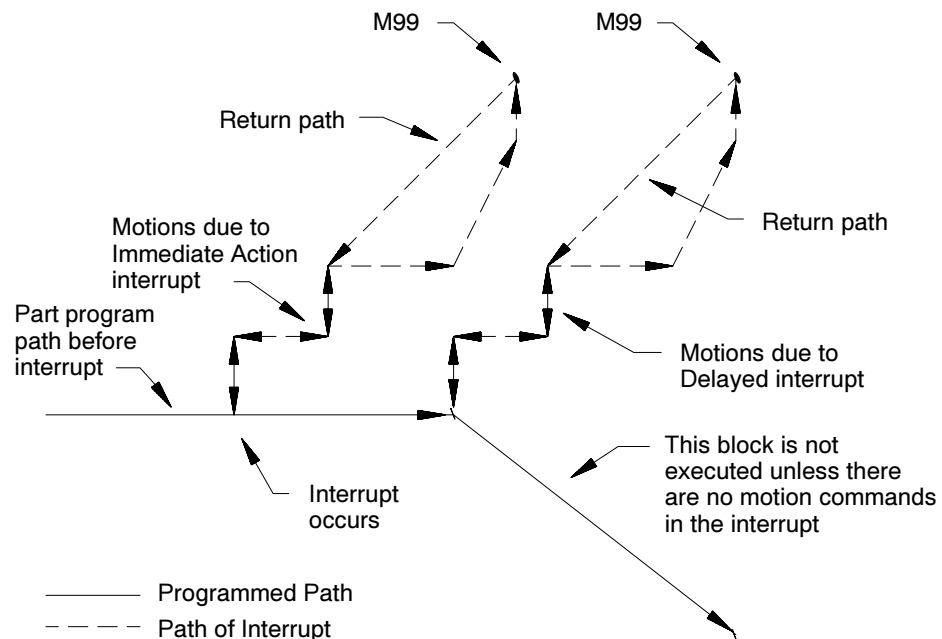 M99
M99
Return path
Motions due to
Immediate Action
interrupt
Return path
Part program
path before
interrupt
Motions due to
Delayed interrupt
This block is not
executed unless there
are no motion commands
in the interrupt
Interrupt
occurs
Programmed Path
Path of Interrupt